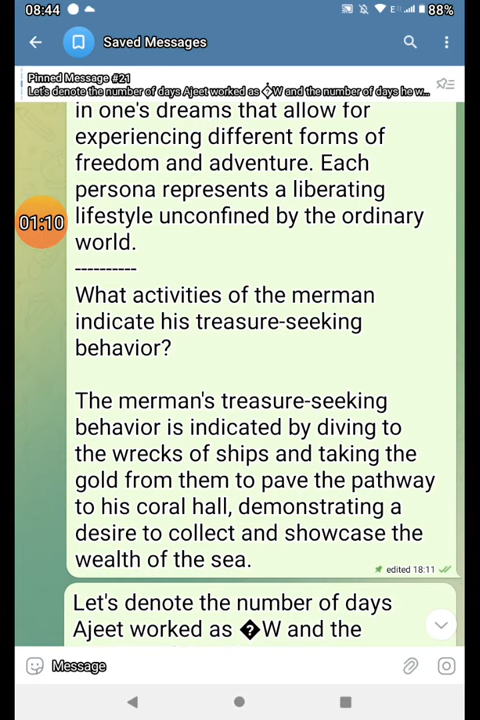 08:44
E
88%
Saved Messages
Pinned Message #21
Let's denote the number of days Ajeet worked as �W and the number of days he w...
in one's dreams that allow for
experiencing different forms of
freedom and adventure. Each
persona represents a liberating
01:10
lifestyle unconfined by the ordinary
world.
----------
What activities of the merman
indicate his treasure-seeking
behavior?
The merman's treasure-seeking
behavior is indicated by diving to
the wrecks of ships and taking the
gold from them to pave the pathway
to his coral hall, demonstrating a
desire to collect and showcase the
wealth of the sea.
edited 18:11
Let's denote the number of days
Ajeet worked as �W and the
Message